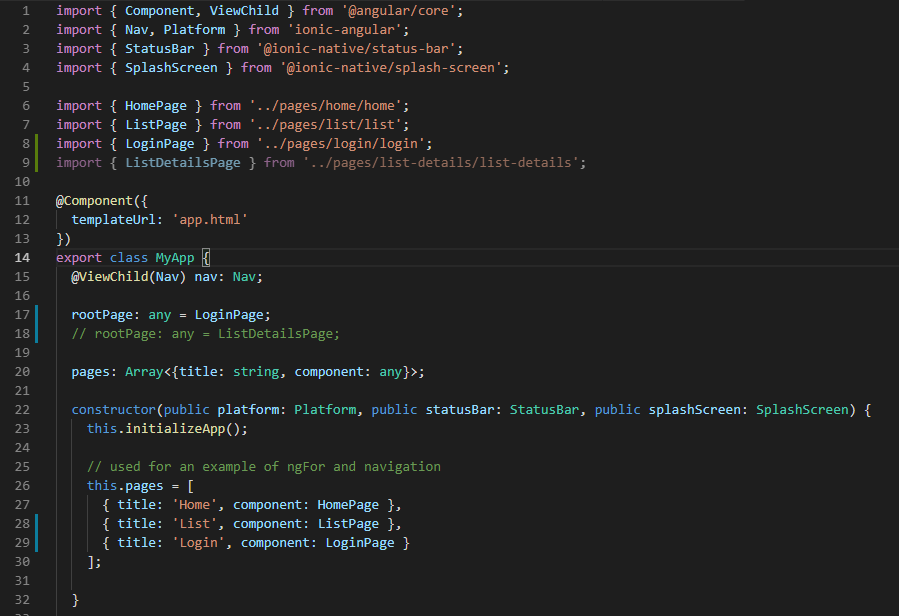 1 import { Component, ViewChild } from '@angular/core';
2 import { Nav, Platform } from 'ionic-angular';
3 import { StatusBar } from '@ionic-native/status-bar';
4 import { SplashScreen } from '@ionic-native/splash-screen';
5
6 import { HomePage } from '../pages/home/home';
7 import { ListPage } from '../pages/list/list';
8 import { LoginPage } from '../pages/login/login';
9 import { ListDetailsPage } from '../pages/list-details/list-details';
10
11 @Component({
12   templateUrl: 'app.html'
13 })
14 export class MyApp {
15   @ViewChild(Nav) nav: Nav;
16
17   rootPage: any = LoginPage;
18   // rootPage: any = ListDetailsPage;
19
20   pages: Array<{title: string, component: any}>;
21
22   constructor(public platform: Platform, public statusBar: StatusBar, public splashScreen: SplashScreen) {
23     this.initializeApp();
24
25     // used for an example of ngFor and navigation
26     this.pages = [
27       { title: 'Home', component: HomePage },
28       { title: 'List', component: ListPage },
29       { title: 'Login', component: LoginPage }
30     ];
31
32   }